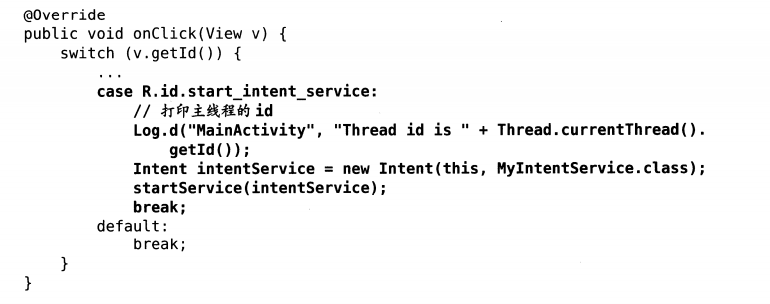 @Override
public void onClick(View v) {
    switch (v.getId()) {
        ...
        case R.id.start_intent_service:
            // 打印主线程的 id
            Log.d("MainActivity", "Thread id is " + Thread.currentThread().
                getId());
            Intent intentService = new Intent(this, MyIntentService.class);
            startService(intentService);
            break;
        default:
            break;
    }
}